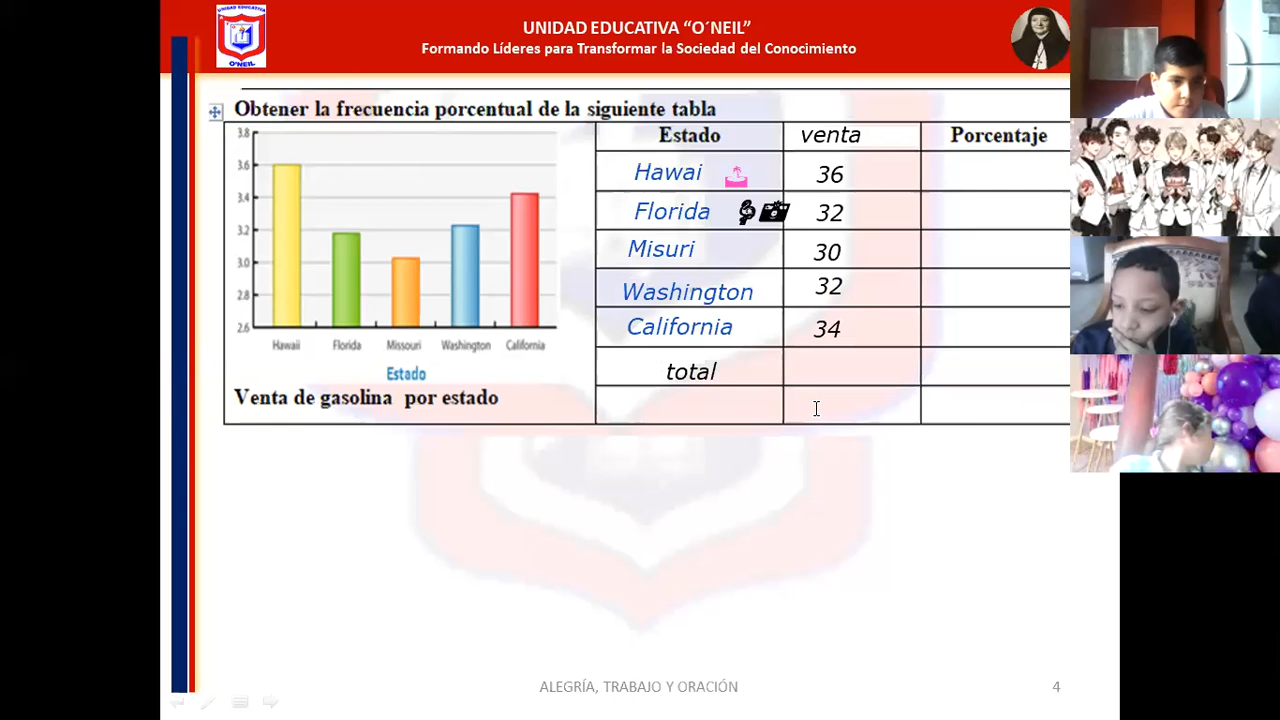 UNIDAD EDUCATIVA
O´NEIL
UNIDAD EDUCATIVA “O´NEIL”
Formando Líderes para Transformar la Sociedad del Conocimiento
Obtener la frecuencia porcentual de la siguiente tabla
3.8
3.6
3.4
3.2
3.0
2.8
2.6
Hawaii Florida Missouri Washington California
Estado
Venta de gasolina por estado
Estado venta Porcentaje
Hawai 36
Florida 32
Misuri 30
Washington 32
California 34
total
ALEGRÍA, TRABAJO Y ORACIÓN
4